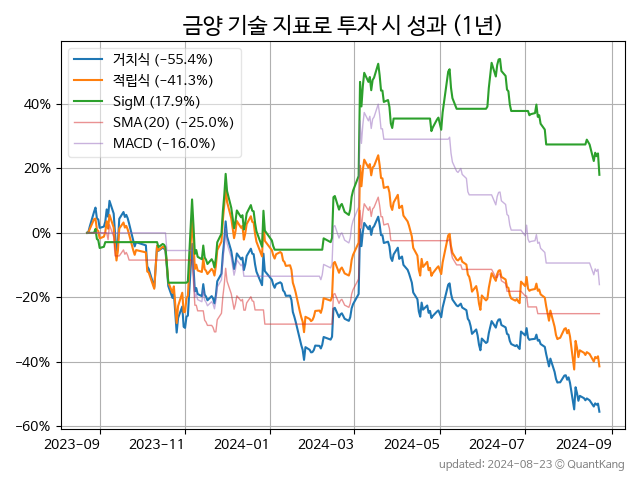 금양 기술 지표로 투자 시 성과 (1년)
거치식 (−55.4%)
적립식 (−41.3%)
SigM (17.9%)
SMA(20) (−25.0%)
MACD (−16.0%)
40%
20%
0%
−20%
−40%
−60%
2023-09 2023-11 2024-01 2024-03 2024-05 2024-07 2024-09
updated: 2024-08-23 © QuantKang